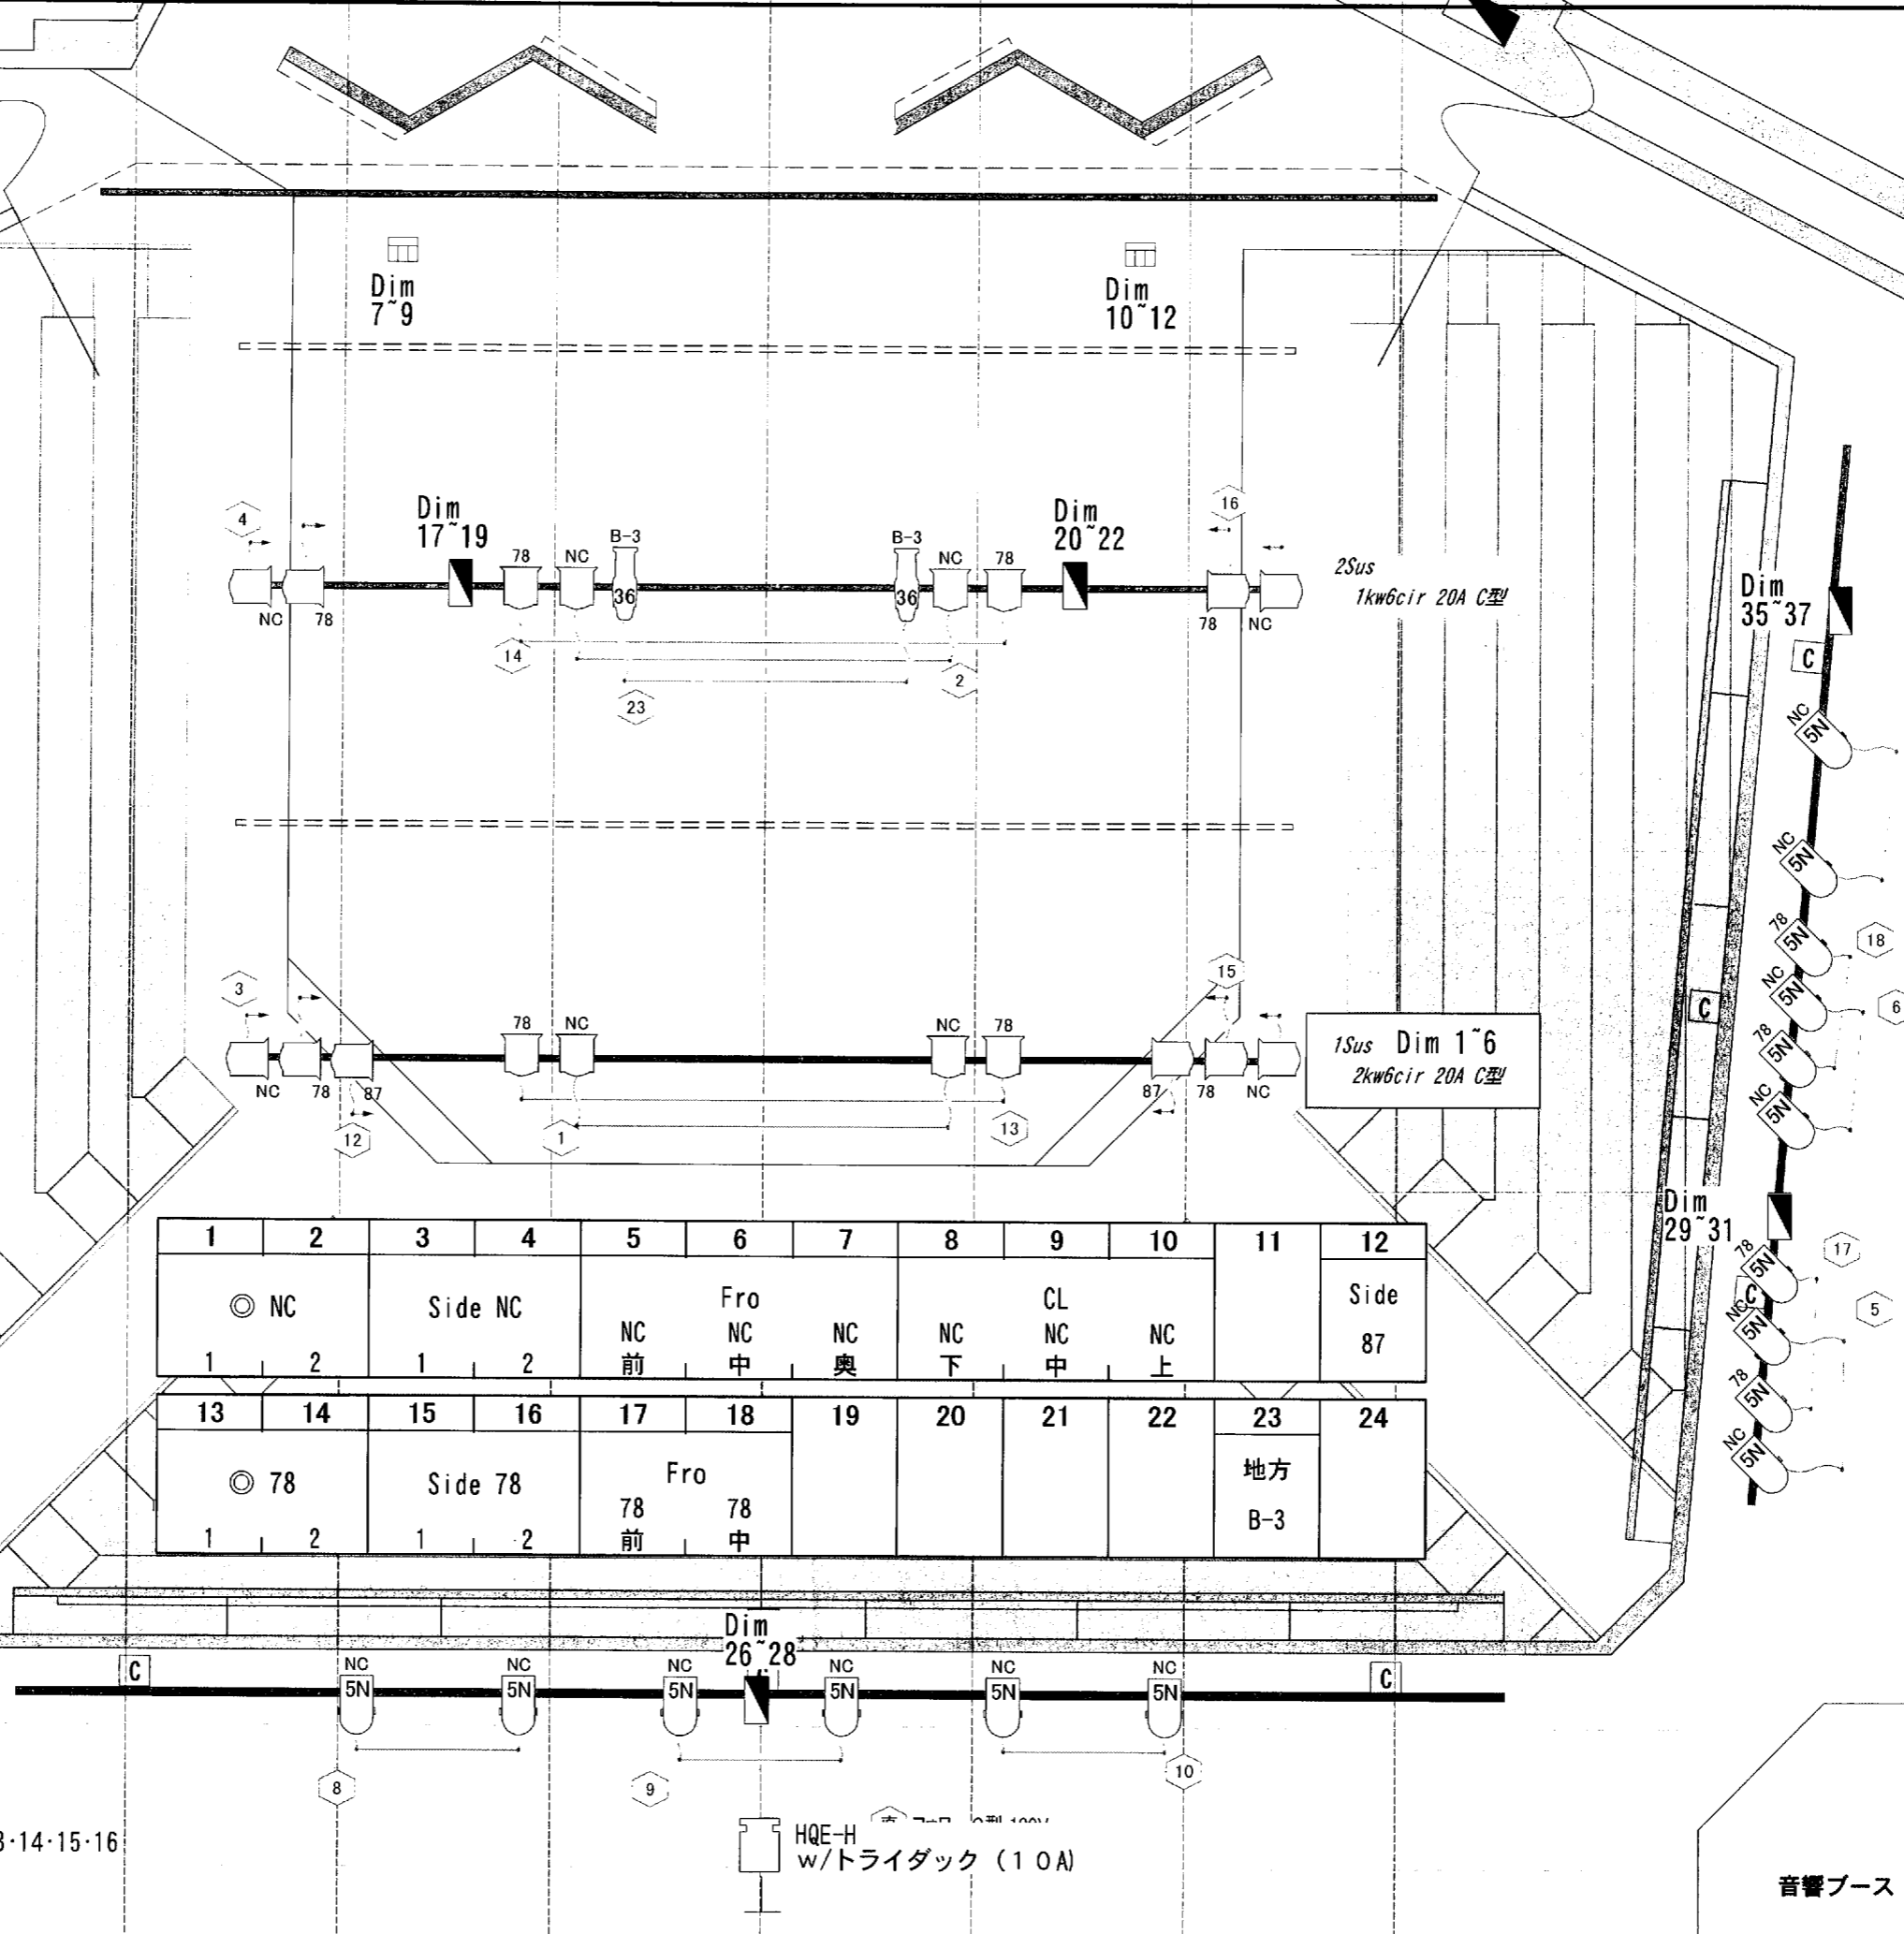 Dim
7~9
Dim
10~12
4
Dim
17~19
78
NC
B-3
36
B-3
36
NC
78
Dim
20~22
16
NC
78
78
NC
2Sus
1kw6cir 20A C型
14
2
23
Dim
35~37
C
NC
5N
NC
5N
78
5N
18
NC
5N
6
78
5N
NC
5N
C
3
15
78
NC
NC
78
NC
78
87
87
78
NC
12
1
13
1Sus Dim 1~6
2kw6cir 20A C型
Dim
29~31
17
78
5N
C
5
NC
5N
78
5N
NC
5N
1 2 3 4 5 6 7 8 9 10 11 12
◎ NC
1 2
Side NC
1 2
Fro
NC NC NC
前 中 奥
CL
NC NC NC
下 中 上
Side
87
13 14 15 16 17 18 19 20 21 22 23 24
◎ 78
1 2
Side 78
1 2
Fro
78 78
前 中
地方
B-3
Dim
26~28
C
NC
5N
NC
5N
NC
5N
NC
5N
NC
5N
NC
5N
C
8
9
10
14・15・16
HQE-H
w/トライダック（10A)
音響ブース